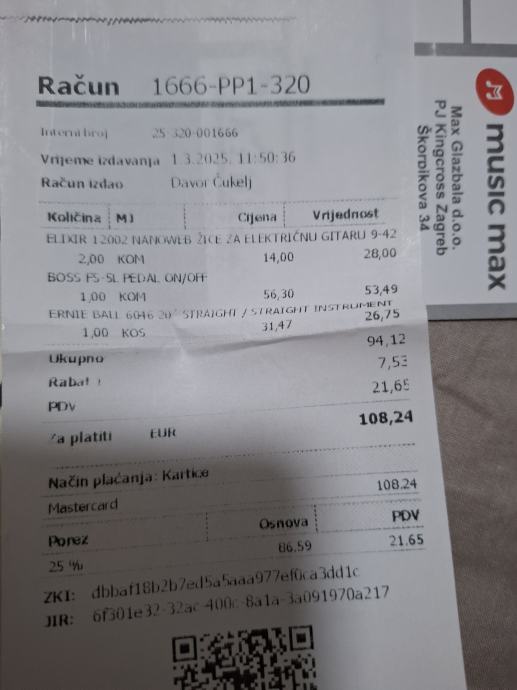 Račun 1666-PP1-320
Interni broj 25-320-001666
Vrijeme izdavanja 1.3.2025. 11:50:36
Račun izdao Davor Čukelj
Količina MJ Cijena Vrijednost
ELIXIR 12002 NANOWEB ŽICE ZA ELEKTRIČNU GITARU 9-42
2,00 KOM 14,00 28,00
BOSS FS-5L PEDAL ON/OFF
1,00 KOM 56,30 53,49
ERNIE BALL 6046 20' STRAIGHT / STRAIGHT INSTRUMENT
1,00 KOS 31,47 26,75
Ukupno 94,12
Rabat 7,53
PDV 21,65
Za platiti EUR 108,24
Način plaćanja: Kartice
Mastercard 108.24
Porez Osnova PDV
25 % 86.59 21.65
ZKI: dbbaf18b2b7ed5a5aaa977ef0ca3dd1c
JIR: 6f301e32-32ac-400c-8a1a-3a091970a217
music max
Max Glazbala d.o.o.
PJ Kingcross Zagreb
Škorpikova 34